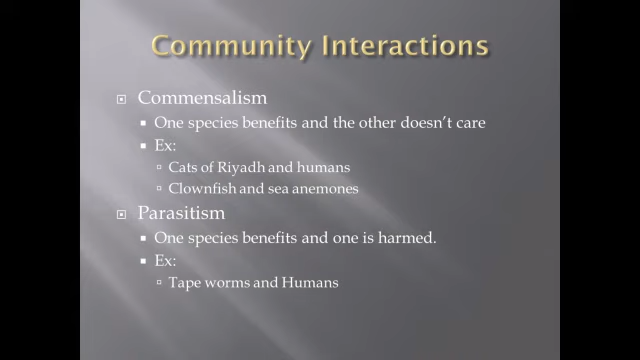 Community Interactions
Commensalism
One species benefits and the other doesn't care
Ex:
Cats of Riyadh and humans
Clownfish and sea anemones
Parasitism
One species benefits and one is harmed.
Ex:
Tape worms and Humans